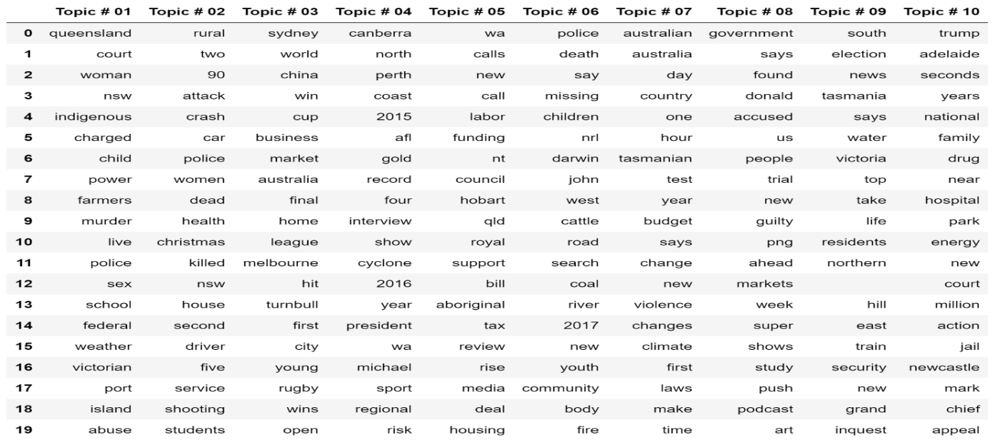 Topic # 01 Topic # 02 Topic # 03 Topic # 04 Topic # 05 Topic # 06 Topic # 07 Topic # 08 Topic # 09 Topic # 10
0 queensland rural sydney canberra wa police australian government south trump
1 court two world north calls death australia says election adelaide
2 woman 90 china perth new say day found news seconds
3 nsw attack win coast call missing country donald tasmania years
4 indigenous crash cup 2015 labor children one accused says national
5 charged car business afl funding nrl hour us water family
6 child police market gold nt darwin tasmanian people victoria drug
7 power women australia record council john test trial top near
8 farmers dead final four hobart west year new take hospital
9 murder health home interview qld cattle budget guilty life park
10 live christmas league show royal road says png residents energy
11 police killed melbourne cyclone support search change ahead northern new
12 sex nsw hit 2016 bill coal new markets court
13 school house turnbull year aboriginal river violence week hill million
14 federal second first president tax 2017 changes super east action
15 weather driver city wa review new climate shows train jail
16 victorian five young michael rise youth first study security newcastle
17 port service rugby sport media community laws push new mark
18 island shooting wins regional deal body make podcast grand chief
19 abuse students open risk housing fire time art inquest appeal